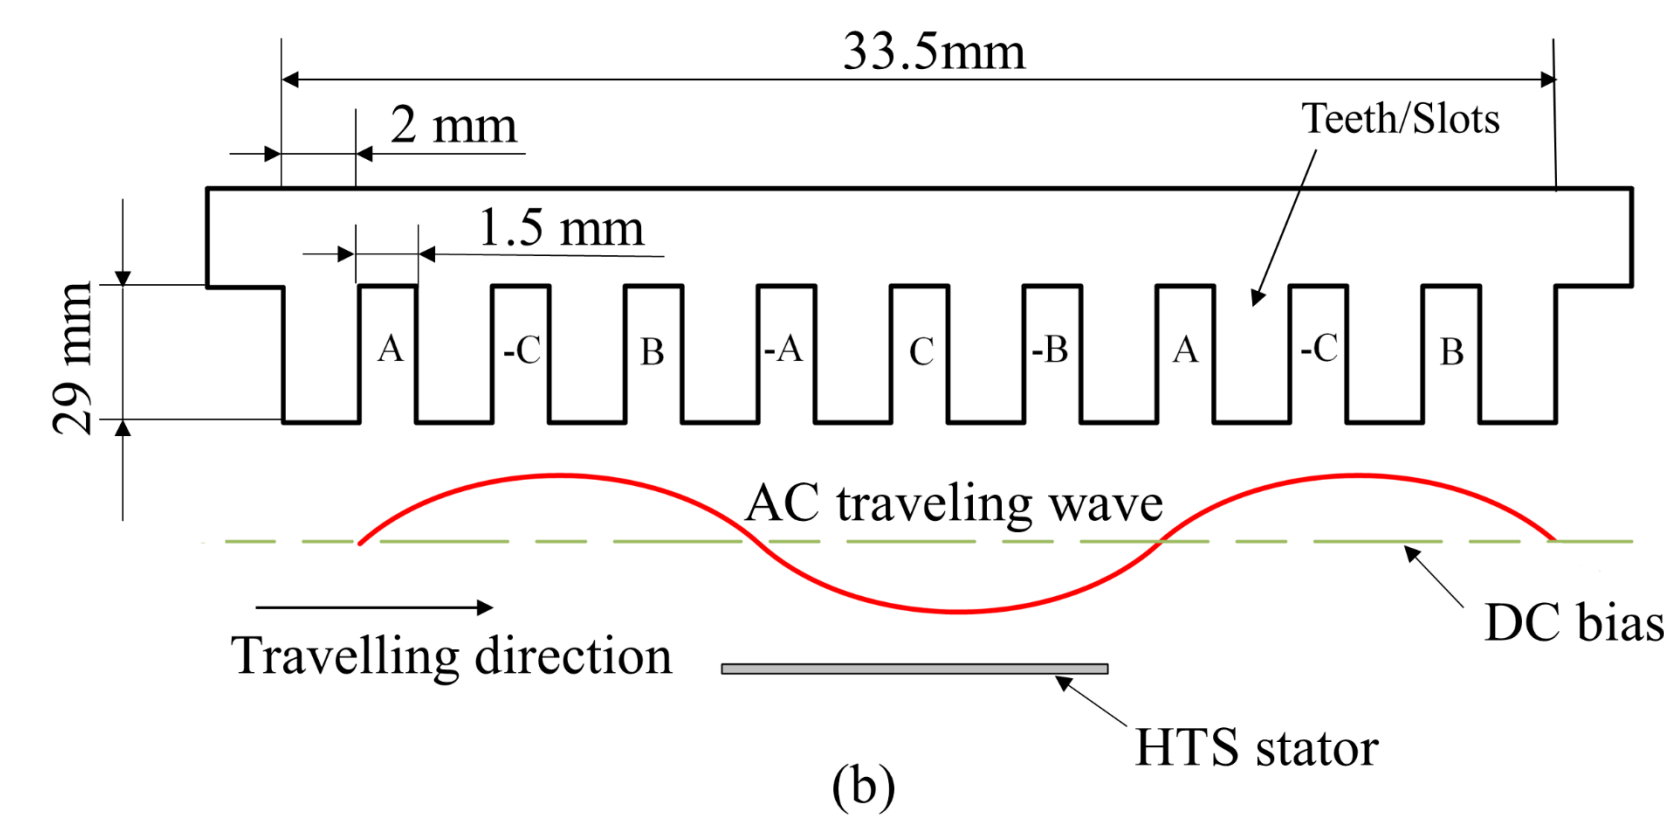 33.5mm
2 mm
Teeth/Slots
1.5 mm
29 mm
A
-C
B
-A
C
-B
A
-C
B
AC traveling wave
DC bias
Travelling direction
HTS stator
(b)